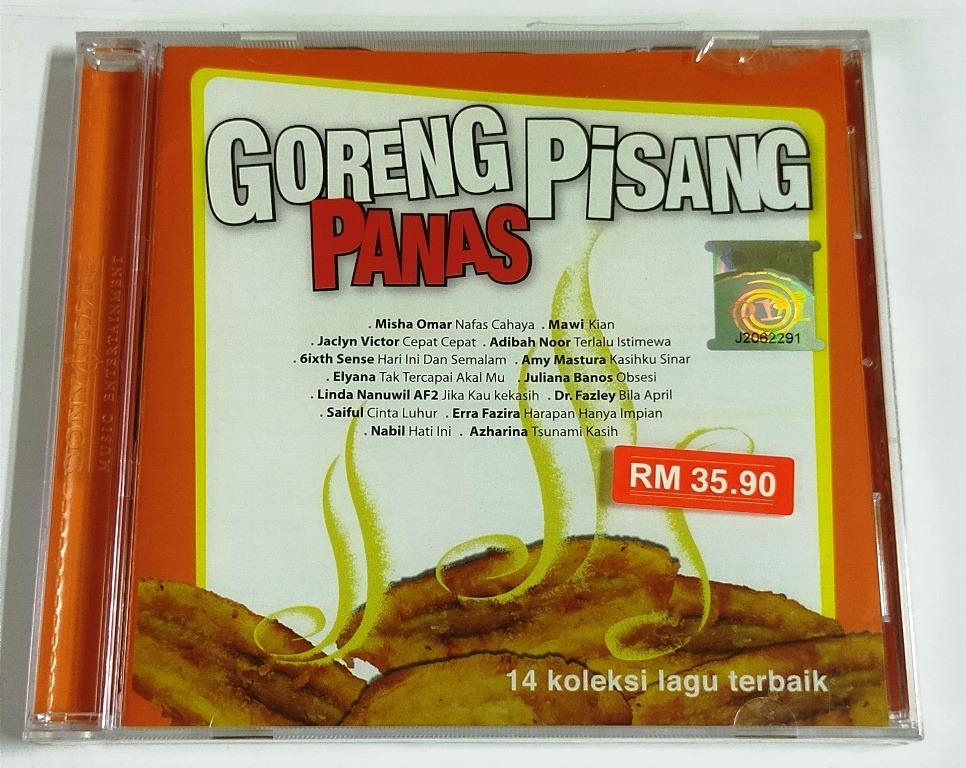 GORENG PISANG
PANAS
. Misha Omar Nafas Cahaya . Mawi Kian
. Jaclyn Victor Cepat Cepat . Adibah Noor Terlalu Istimewa
. 6ixth Sense Hari Ini Dan Semalam . Amy Mastura Kasihku Sinar
. Elyana Tak Tercapai Akal Mu . Juliana Banos Obsesi
. Linda Nanuwil AF2 Jika Kau kekasih . Dr. Fazley Bila April
. Saiful Cinta Luhur . Erra Fazira Harapan Hanya Impian
. Nabil Hati Ini . Azharina Tsunami Kasih
J2062291
RM 35.90
14 koleksi lagu terbaik
MUSIC ENTERTAINMENT